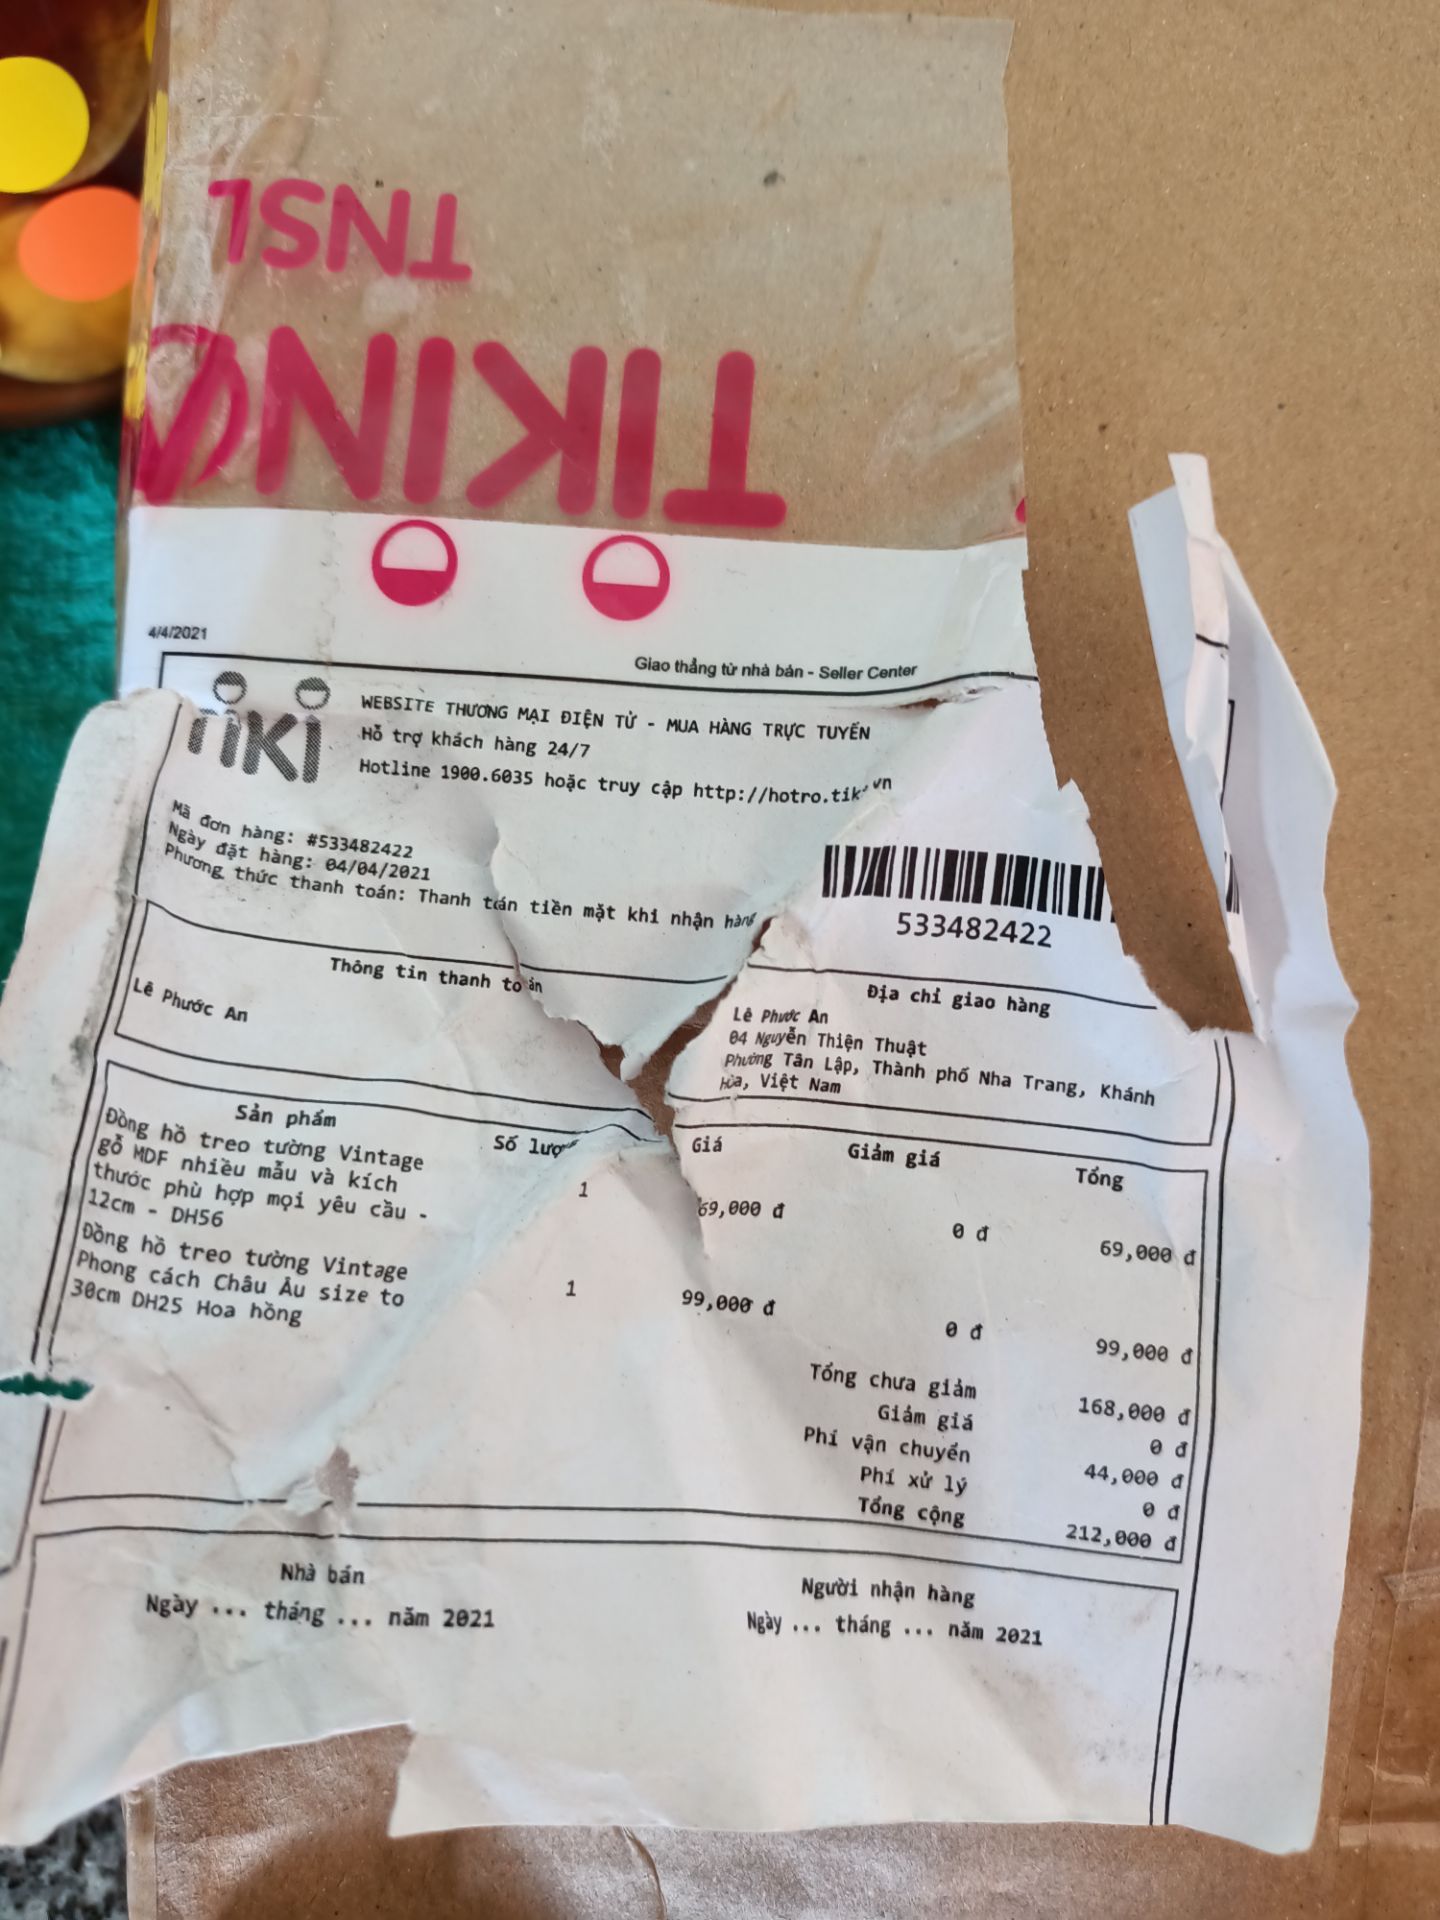 TNSL
TIKIN
4/4/2021
Giao thẳng từ nhà bán - Seller Center
TIKI
WEBSITE THƯƠNG MẠI ĐIỆN TỬ - MUA HÀNG TRỰC TUYẾN
Hỗ trợ khách hàng 24/7
Hotline 1900.6035 hoặc truy cập http://hotro.tiki.vn
Mã đơn hàng: #533482422
Ngày đặt hàng: 04/04/2021
Phương thức thanh toán: Thanh toán tiền mặt khi nhận hàng
533482422
Thông tin thanh toán
Lê Phước An
Địa chỉ giao hàng
Lê Phước An
04 Nguyễn Thiện Thuật
Phường Tân Lập, Thành phố Nha Trang, Khánh
Hòa, Việt Nam
Sản phẩm Số lượng Giá Giảm giá Tổng
Đồng hồ treo tường Vintage
gỗ MDF nhiều mẫu và kích
thước phù hợp mọi yêu cầu -
12cm - DH56
1 69,000 đ 0 đ 69,000 đ
Đồng hồ treo tường Vintage
Phong cách Châu Âu size to
30cm DH25 Hoa hồng
1 99,000 đ 0 đ 99,000 đ
Tổng chưa giảm 168,000 đ
Giảm giá 0 đ
Phí vận chuyển 44,000 đ
Phí xử lý 0 đ
Tổng cộng 212,000 đ
Nhà bán
Ngày ... tháng ... năm 2021
Người nhận hàng
Ngày ... tháng ... năm 2021